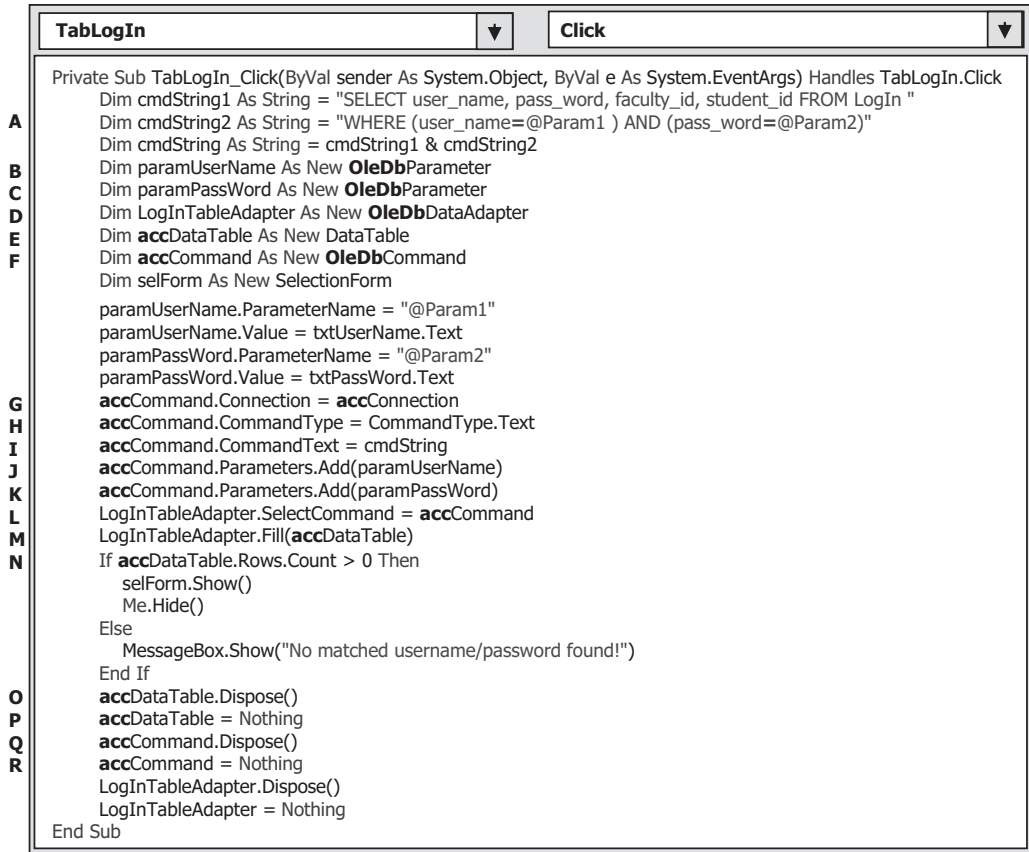 TabLogIn Click
Private Sub TabLogIn_Click(ByVal sender As System.Object, ByVal e As System.EventArgs) Handles TabLogIn.Click
Dim cmdString1 As String = "SELECT user_name, pass_word, faculty_id, student_id FROM LogIn "
A Dim cmdString2 As String = "WHERE (user_name=@Param1 ) AND (pass_word=@Param2)"
Dim cmdString As String = cmdString1 & cmdString2
B Dim paramUserName As New OleDbParameter
C Dim paramPassWord As New OleDbParameter
D Dim LogInTableAdapter As New OleDbDataAdapter
E Dim accDataTable As New DataTable
F Dim accCommand As New OleDbCommand
Dim selForm As New SelectionForm
paramUserName.ParameterName = "@Param1"
paramUserName.Value = txtUserName.Text
paramPassWord.ParameterName = "@Param2"
paramPassWord.Value = txtPassWord.Text
G accCommand.Connection = accConnection
H accCommand.CommandType = CommandType.Text
I accCommand.CommandText = cmdString
J accCommand.Parameters.Add(paramUserName)
K accCommand.Parameters.Add(paramPassWord)
L LogInTableAdapter.SelectCommand = accCommand
M LogInTableAdapter.Fill(accDataTable)
N If accDataTable.Rows.Count > 0 Then
selForm.Show()
Me.Hide()
Else
MessageBox.Show("No matched username/password found!")
End If
O accDataTable.Dispose()
P accDataTable = Nothing
Q accCommand.Dispose()
R accCommand = Nothing
LogInTableAdapter.Dispose()
LogInTableAdapter = Nothing
End Sub